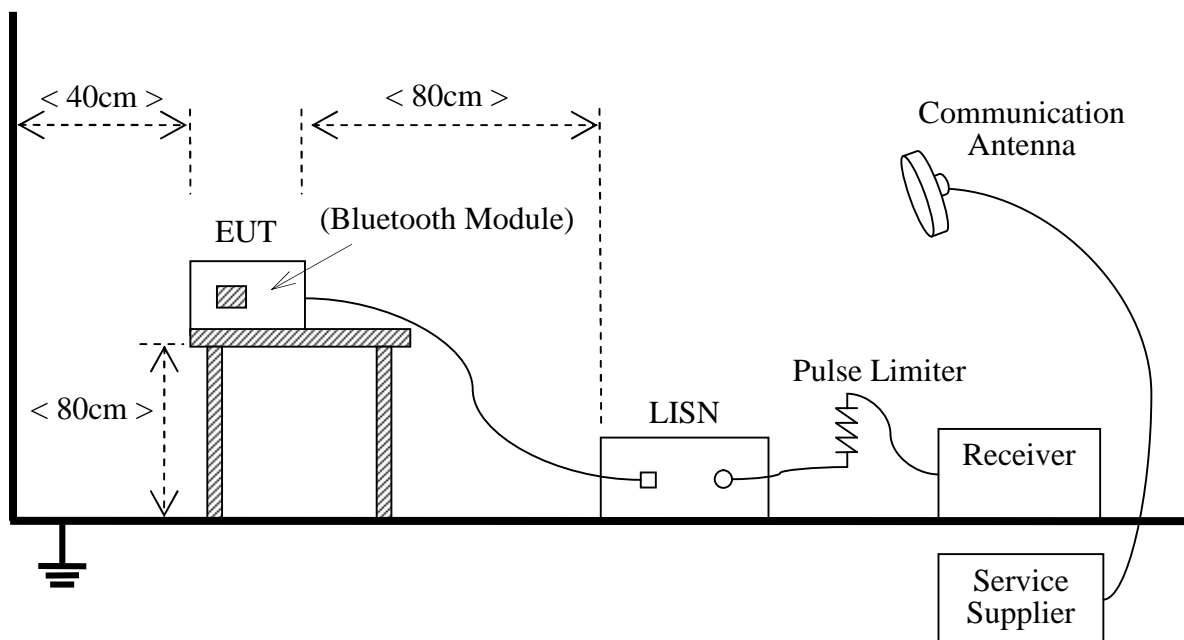 < 40cm >
< 80cm >
Communication
Antenna
(Bluetooth Module)
EUT
Pulse Limiter
< 80cm >
LISN
Receiver
Service
Supplier